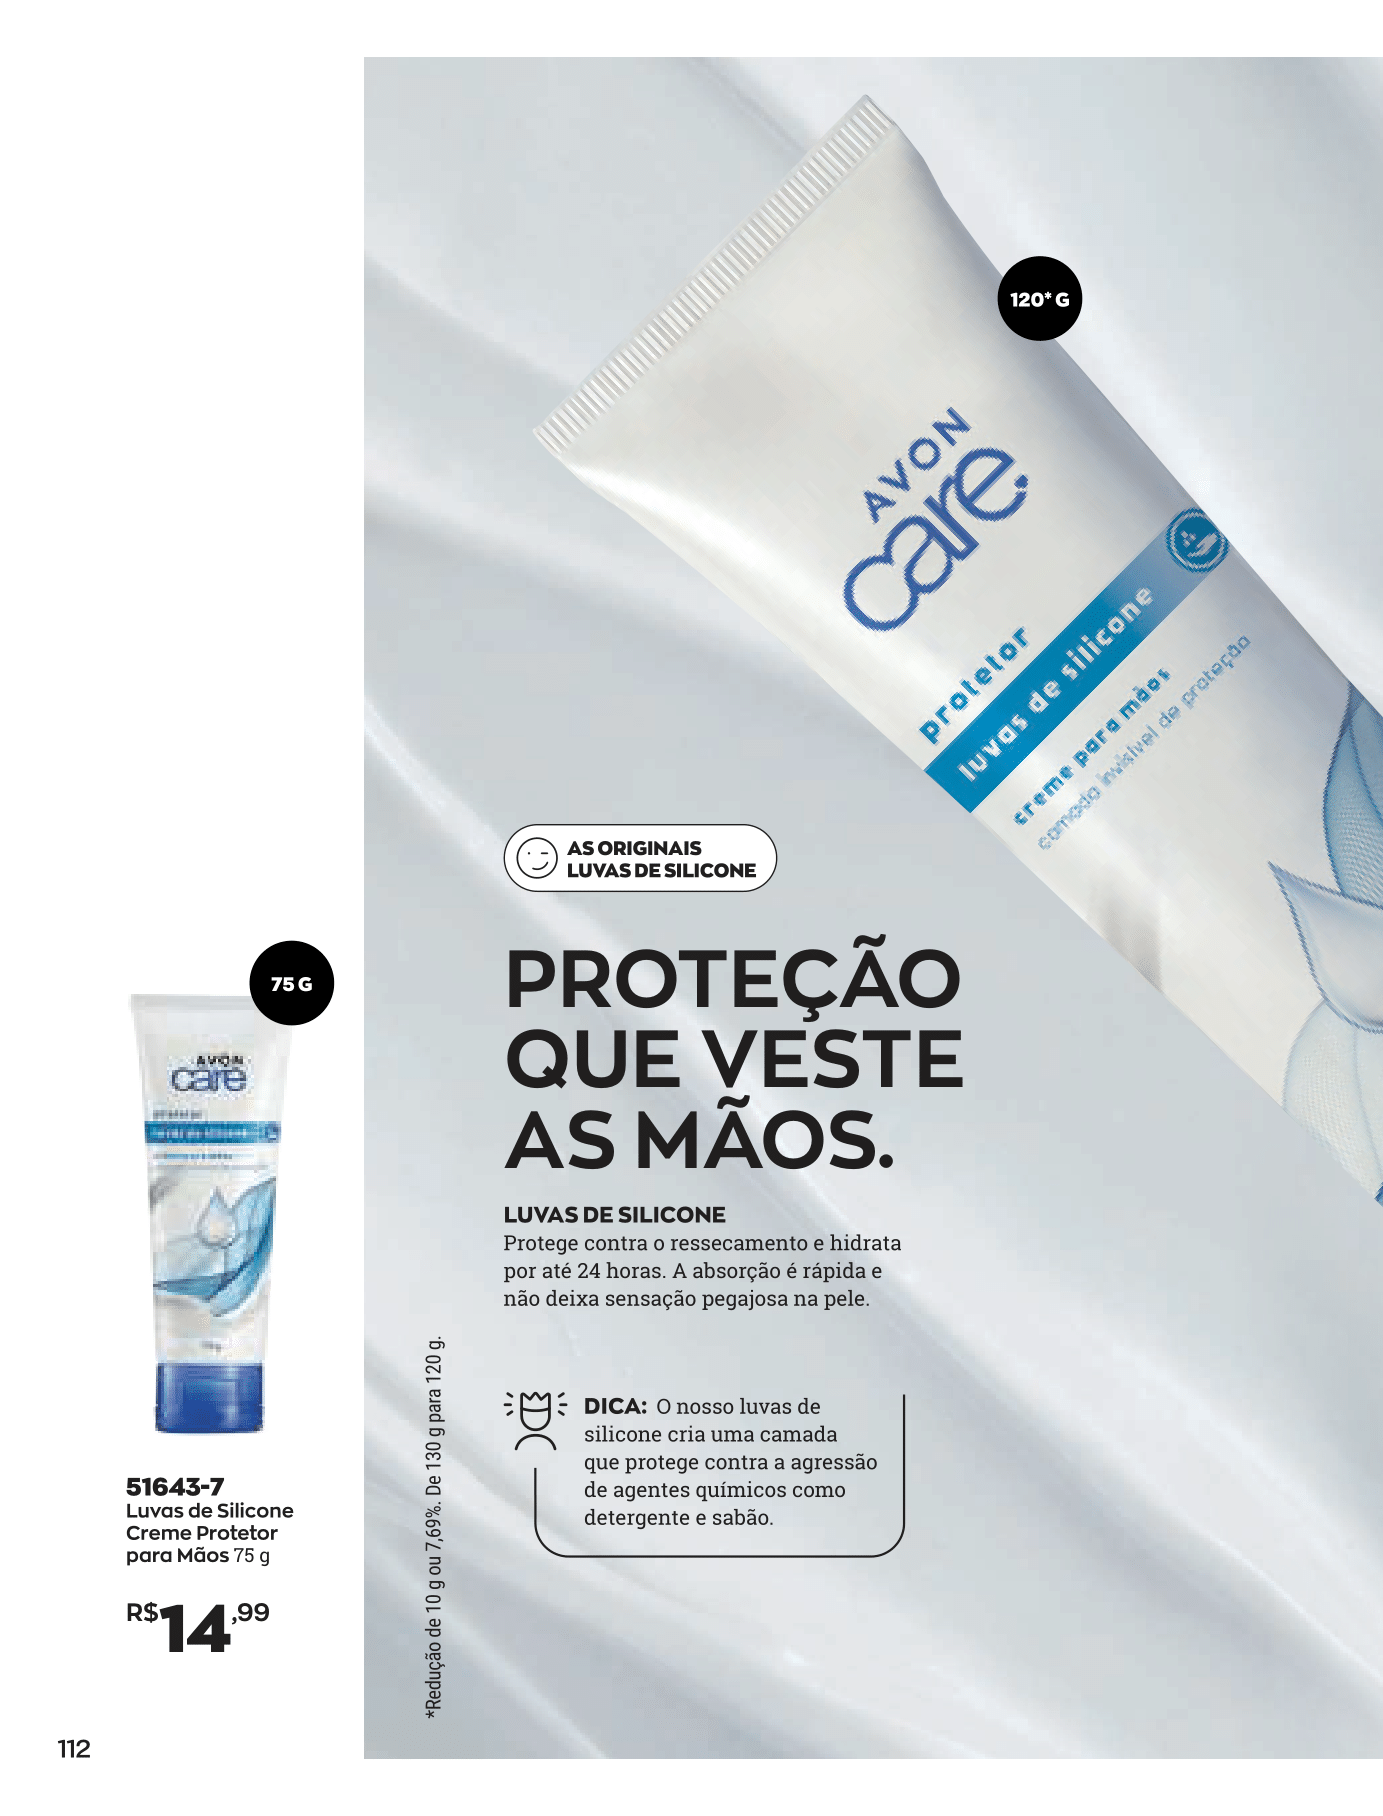 120* G
AVON
care
protetor
luvas de silicone
creme para mãos
camada invisível de proteção
AS ORIGINAIS
LUVAS DE SILICONE
PROTEÇÃO
QUE VESTE
AS MÃOS.
LUVAS DE SILICONE
Protege contra o ressecamento e hidrata
por até 24 horas. A absorção é rápida e
não deixa sensação pegajosa na pele.
DICA: O nosso luvas de
silicone cria uma camada
que protege contra a agressão
de agentes químicos como
detergente e sabão.
*Redução de 10 g ou 7,69%. De 130 g para 120 g.
75 G
AVON
care
51643-7
Luvas de Silicone
Creme Protetor
para Mãos 75 g
R$14,99
112